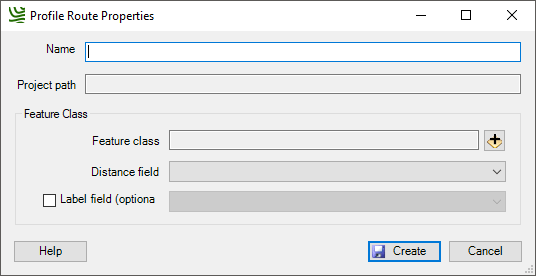 Profile Route Properties
Name
Project path
Feature Class
Feature class
Distance field
Label field (optiona
Help
Create
Cancel